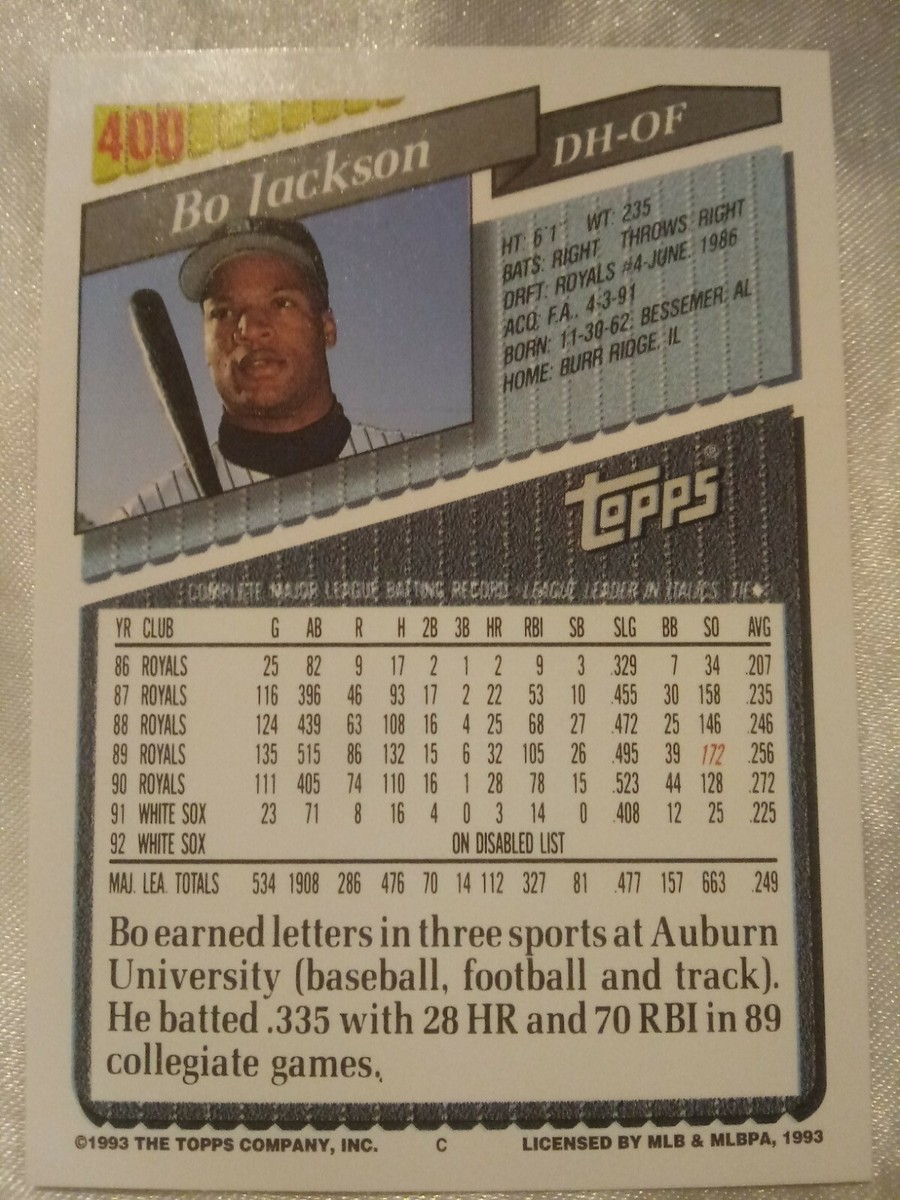 400
Bo Jackson
DH-OF
HT: 6'1" WT: 235
BATS: RIGHT THROWS: RIGHT
DRFT: ROYALS #4-JUNE, 1986
ACQ: F.A., 4-3-91
BORN: 11-30-62, BESSEMER, AL
HOME: BURR RIDGE, IL
topps®
COMPLETE MAJOR LEAGUE BATTING RECORD LEAGUE LEADER IN ITALICS, TIE◆
YR CLUB G AB R H 2B 3B HR RBI SB SLG BB SO AVG
86 ROYALS 25 82 9 17 2 1 2 9 3 .329 7 34 .207
87 ROYALS 116 396 46 93 17 2 22 53 10 .455 30 158 .235
88 ROYALS 124 439 63 108 16 4 25 68 27 .472 25 146 .246
89 ROYALS 135 515 86 132 15 6 32 105 26 .495 39 172 .256
90 ROYALS 111 405 74 110 16 1 28 78 15 .523 44 128 .272
91 WHITE SOX 23 71 8 16 4 0 3 14 0 .408 12 25 .225
92 WHITE SOX ON DISABLED LIST
MAJ. LEA. TOTALS 534 1908 286 476 70 14 112 327 81 .477 157 663 .249
Bo earned letters in three sports at Auburn
University (baseball, football and track).
He batted .335 with 28 HR and 70 RBI in 89
collegiate games.
©1993 THE TOPPS COMPANY, INC. C LICENSED BY MLB & MLBPA, 1993